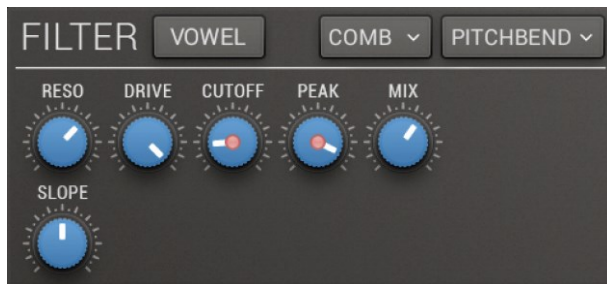 FILTER VOWEL COMB PITCHBEND
RESO DRIVE CUTOFF PEAK MIX
SLOPE